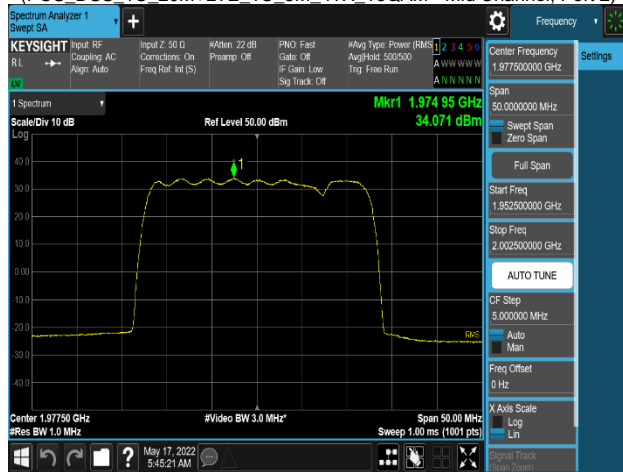 Spectrum Analyzer 1
Swept SA
+
Frequency
KEYSIGHT
RL
Input: RF
Coupling: AC
Align: Auto
Input Z: 50 Ω
Corrections: On
Freq Ref: Int (S)
#Atten: 22 dB
Preamp: Off
PNO: Fast
Gate: Off
IF Gain: Low
Sig Track: Off
#Avg Type: Power (RMS)
Avg|Hold: 500/500
Trig: Free Run
1 2 3 4 5 6
A W W W W W
A N N N N N
1 Spectrum
Scale/Div 10 dB
Log
Ref Level 50.00 dBm
Mkr1 1.974 95 GHz
34.071 dBm
1
40.0
30.0
20.0
10.0
0.00
-10.0
-20.0
-30.0
-40.0
RMS
Center 1.97750 GHz
#Res BW 1.0 MHz
#Video BW 3.0 MHz*
Span 50.00 MHz
Sweep 1.00 ms (1001 pts)
May 17, 2022
5:45:21 AM
?
Center Frequency
1.977500000 GHz
Settings
Span
50.0000000 MHz
Swept Span
Zero Span
Full Span
Start Freq
1.952500000 GHz
Stop Freq
2.002500000 GHz
AUTO TUNE
CF Step
5.000000 MHz
Auto
Man
Freq Offset
0 Hz
X Axis Scale
Log
Lin
Signal Track
(Span Zoom)